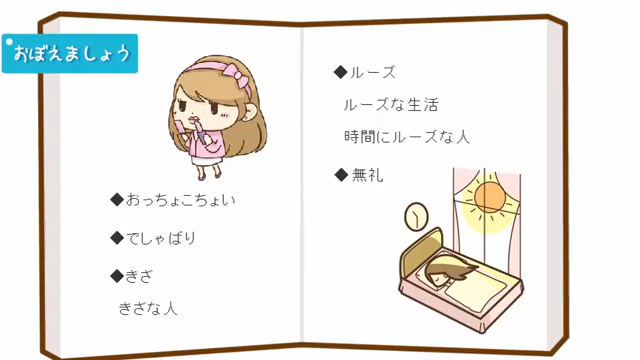 おぼえましょう
◆おっちょこちょい
◆でしゃばり
◆きざ
きざな人
◆ルーズ
ルーズな生活
時間にルーズな人
◆無礼